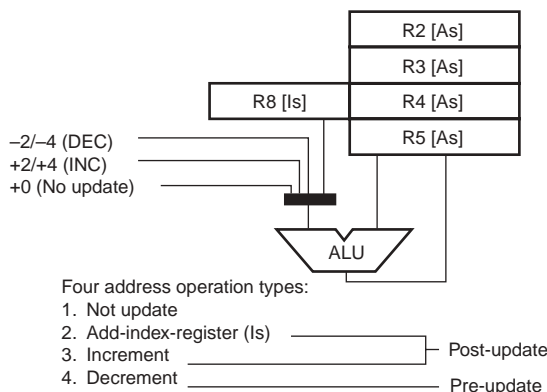 R2 [As]
R3 [As]
R8 [Is] R4 [As]
R5 [As]
–2/–4 (DEC)
+2/+4 (INC)
+0 (No update)
ALU
Four address operation types:
1. Not update
2. Add-index-register (Is)
3. Increment
Post-update
4. Decrement
Pre-update